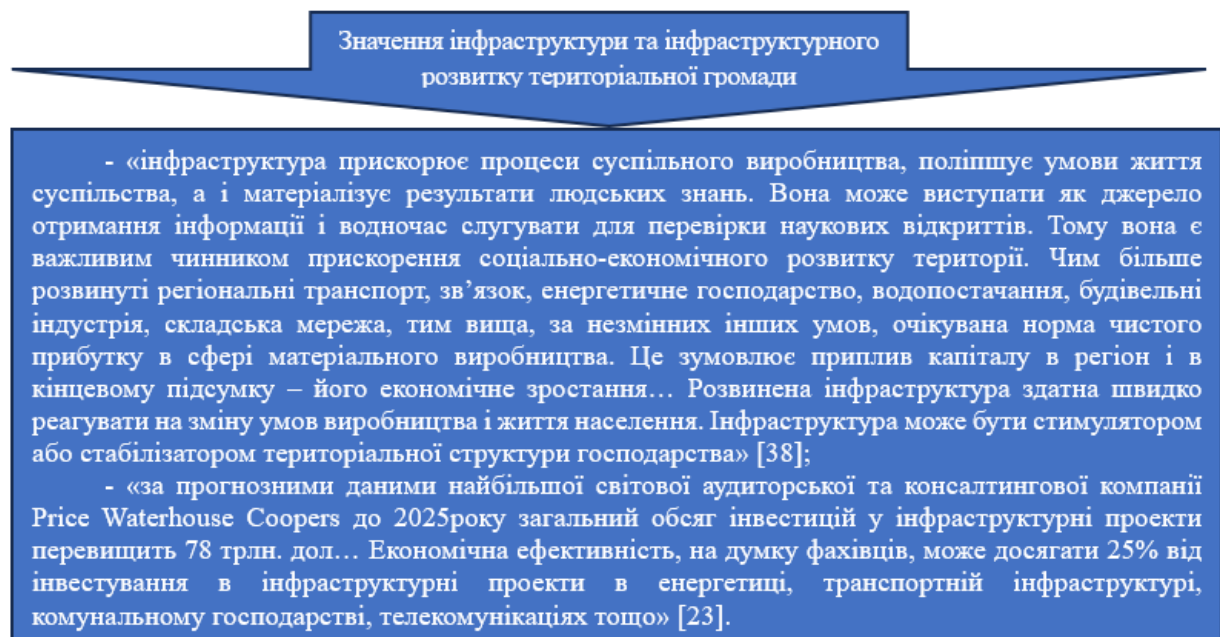 Значення інфраструктури та інфраструктурного
розвитку територіальної громади
- «інфраструктура прискорює процеси суспільного виробництва, поліпшує умови життя
суспільства, а і матеріалізує результати людських знань. Вона може виступати як джерело
отримання інформації і водночас слугувати для перевірки наукових відкриттів. Тому вона є
важливим чинником прискорення соціально-економічного розвитку території. Чим більше
розвинуті регіональні транспорт, зв’язок, енергетичне господарство, водопостачання, будівельні
індустрія, складська мережа, тим вища, за незмінних інших умов, очікувана норма чистого
прибутку в сфері матеріального виробництва. Це зумовлює приплив капіталу в регіон і в
кінцевому підсумку – його економічне зростання… Розвинена інфраструктура здатна швидко
реагувати на зміну умов виробництва і життя населення. Інфраструктура може бути стимулятором
або стабілізатором територіальної структури господарства» [38];
- «за прогнозними даними найбільшої світової аудиторської та консалтингової компанії
Price Waterhouse Coopers до 2025року загальний обсяг інвестицій у інфраструктурні проекти
перевищить 78 трлн. дол… Економічна ефективність, на думку фахівців, може досягати 25% від
інвестування в інфраструктурні проекти в енергетиці, транспортній інфраструктурі,
комунальному господарстві, телекомунікаціях тощо» [23].